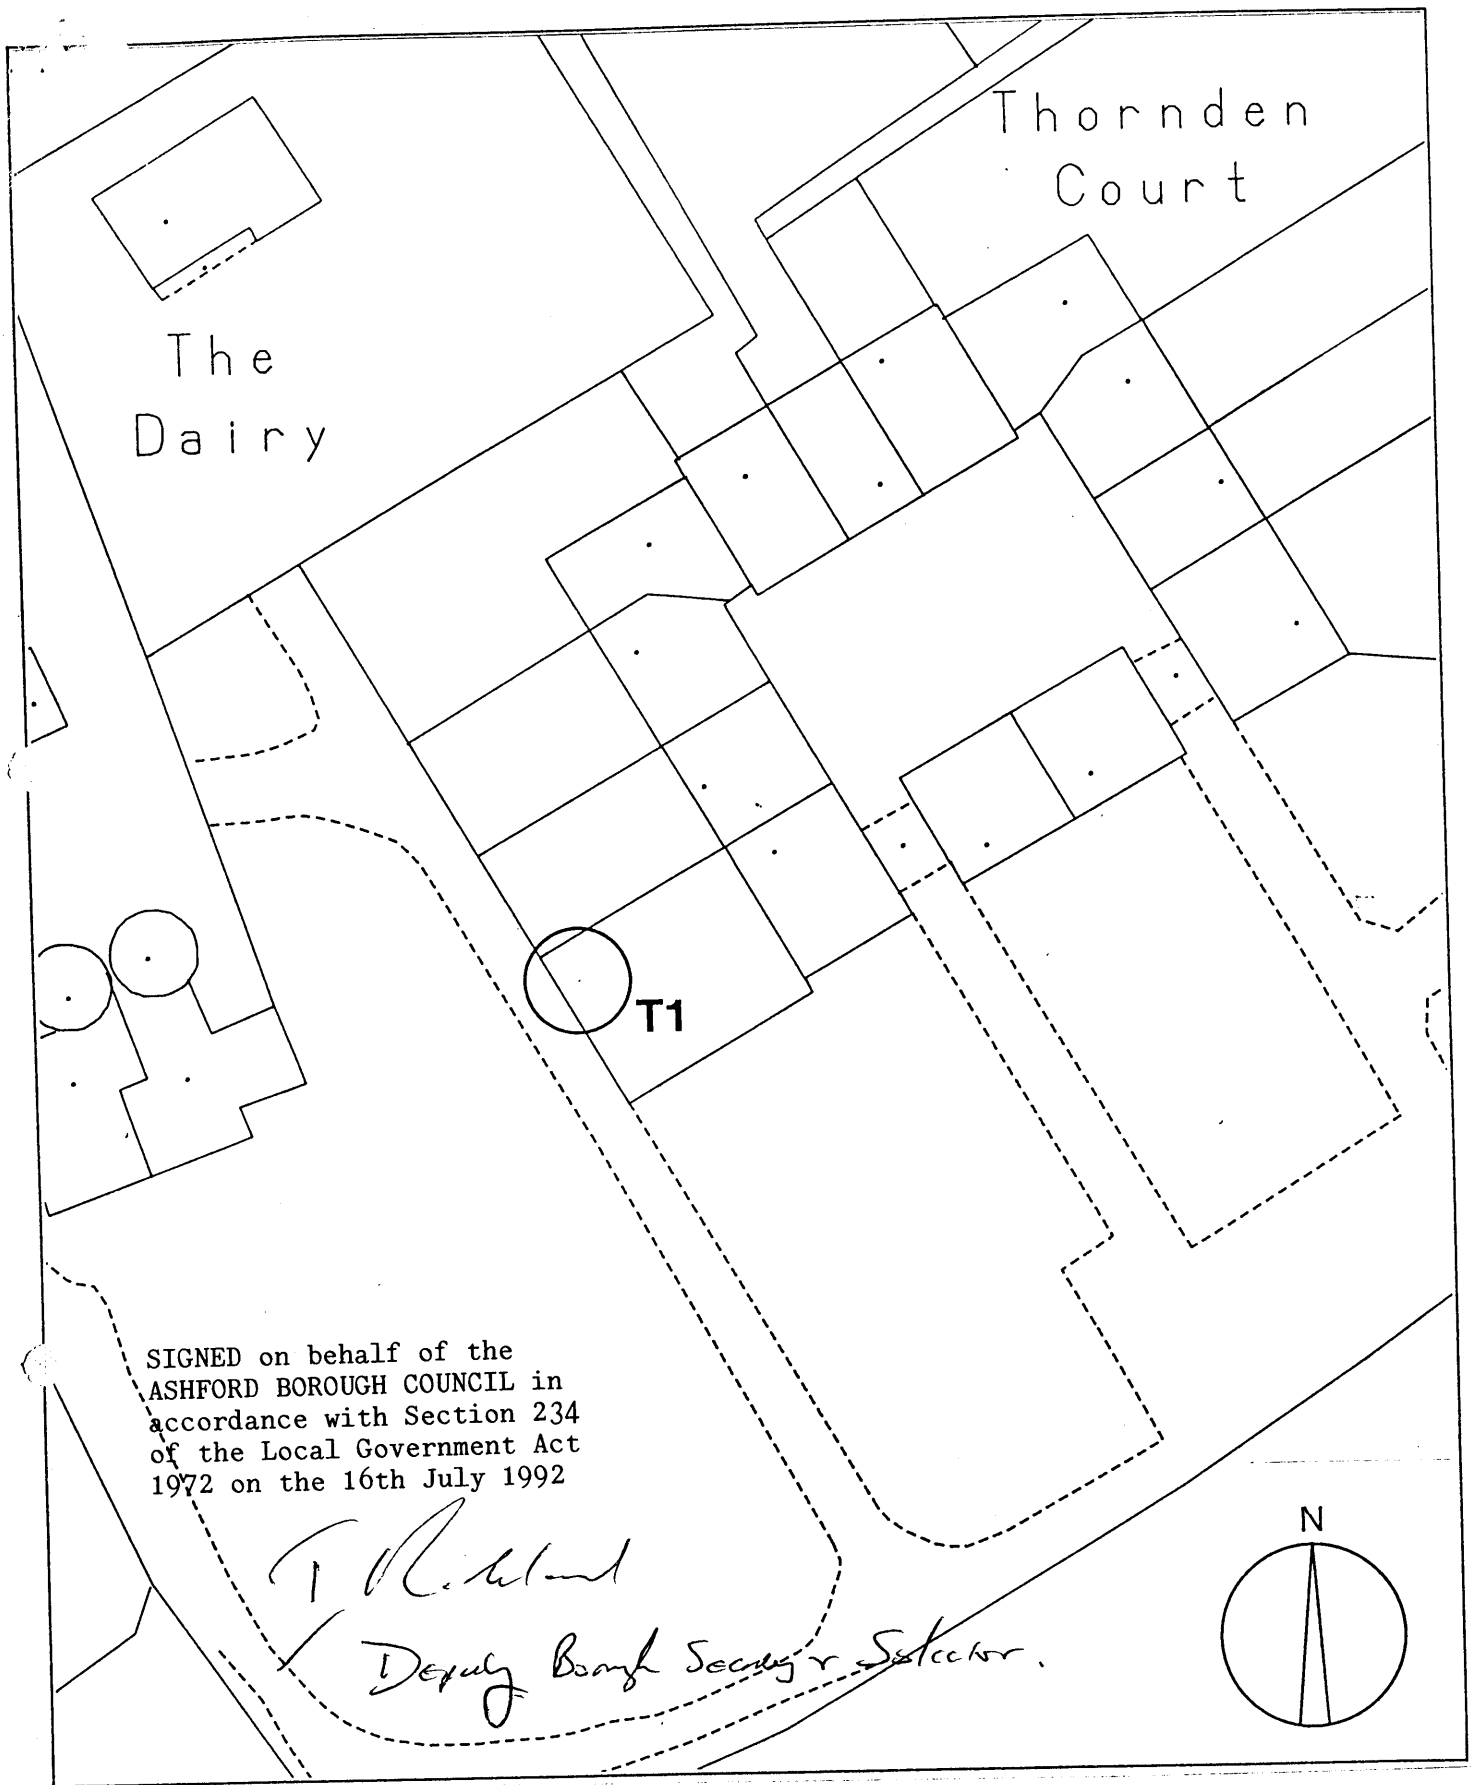 Thornden
Court
The
Dairy
T1
SIGNED on behalf of the
ASHFORD BOROUGH COUNCIL in
accordance with Section 234
of the Local Government Act
1972 on the 16th July 1992
T
Deputy Borough Secretary & Solicitor.
N